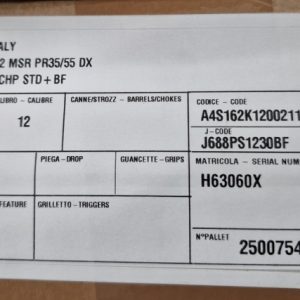 ALY
2 MSR PR35/55 DX
CHP STD + BF
LIBRO - CALIBRE
CANNE/STROZZ - BARRELS/CHOKES
CODICE - CODE
12
A4S162K1200211
J-CODE
J688PS1230BF
PIEGA - DROP
GUANCETTE - GRIPS
MATRICOLA - SERIAL NUM
H63060X
FEATURE
GRILLETTO - TRIGGERS
N°PALLET
2500754